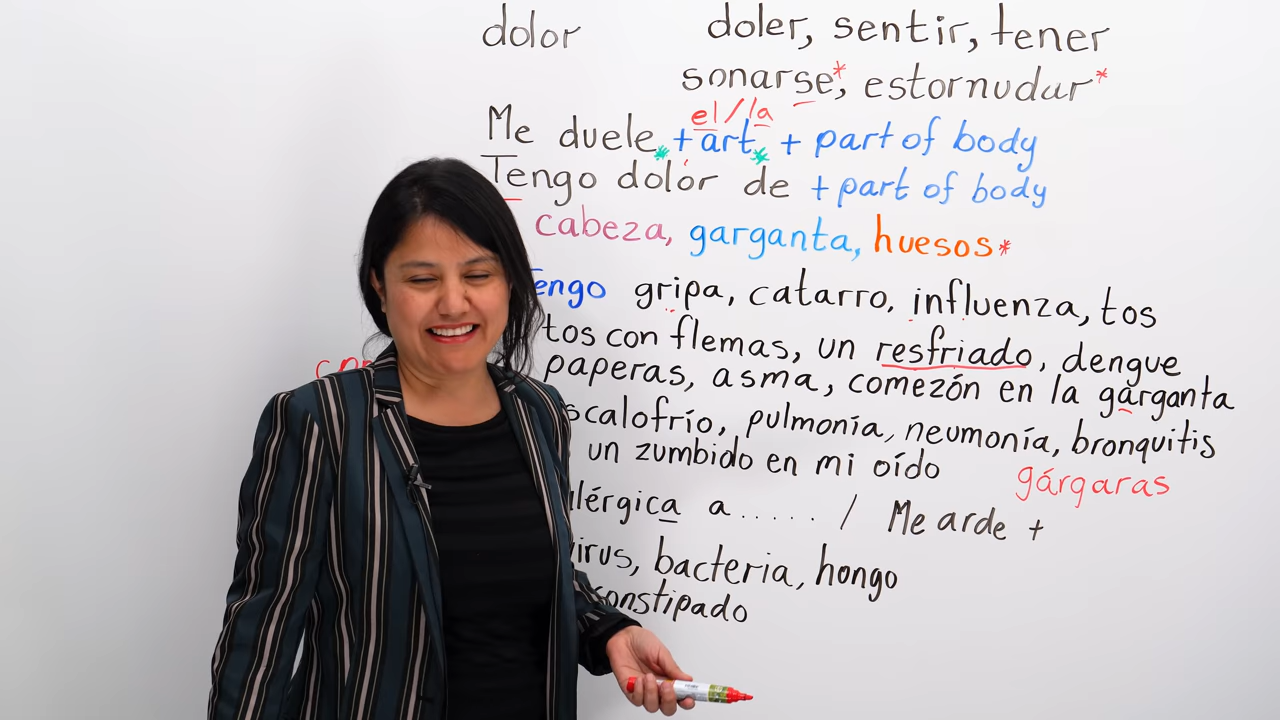 dolor doler, sentir, tener
sonarse*, estornudar*
el/la
Me duele + art. + part of body
Tengo dolor de + part of body
cabeza, garganta, huesos*
Tengo gripa, catarro, influenza, tos
tos con flemas, un resfriado, dengue
paperas, asma, comezón en la garganta
scalofrío, pulmonía, neumonía, bronquitis
un zumbido en mi oído
gárgaras
lérgica a ..... / Me arde +
virus, bacteria, hongo
constipado